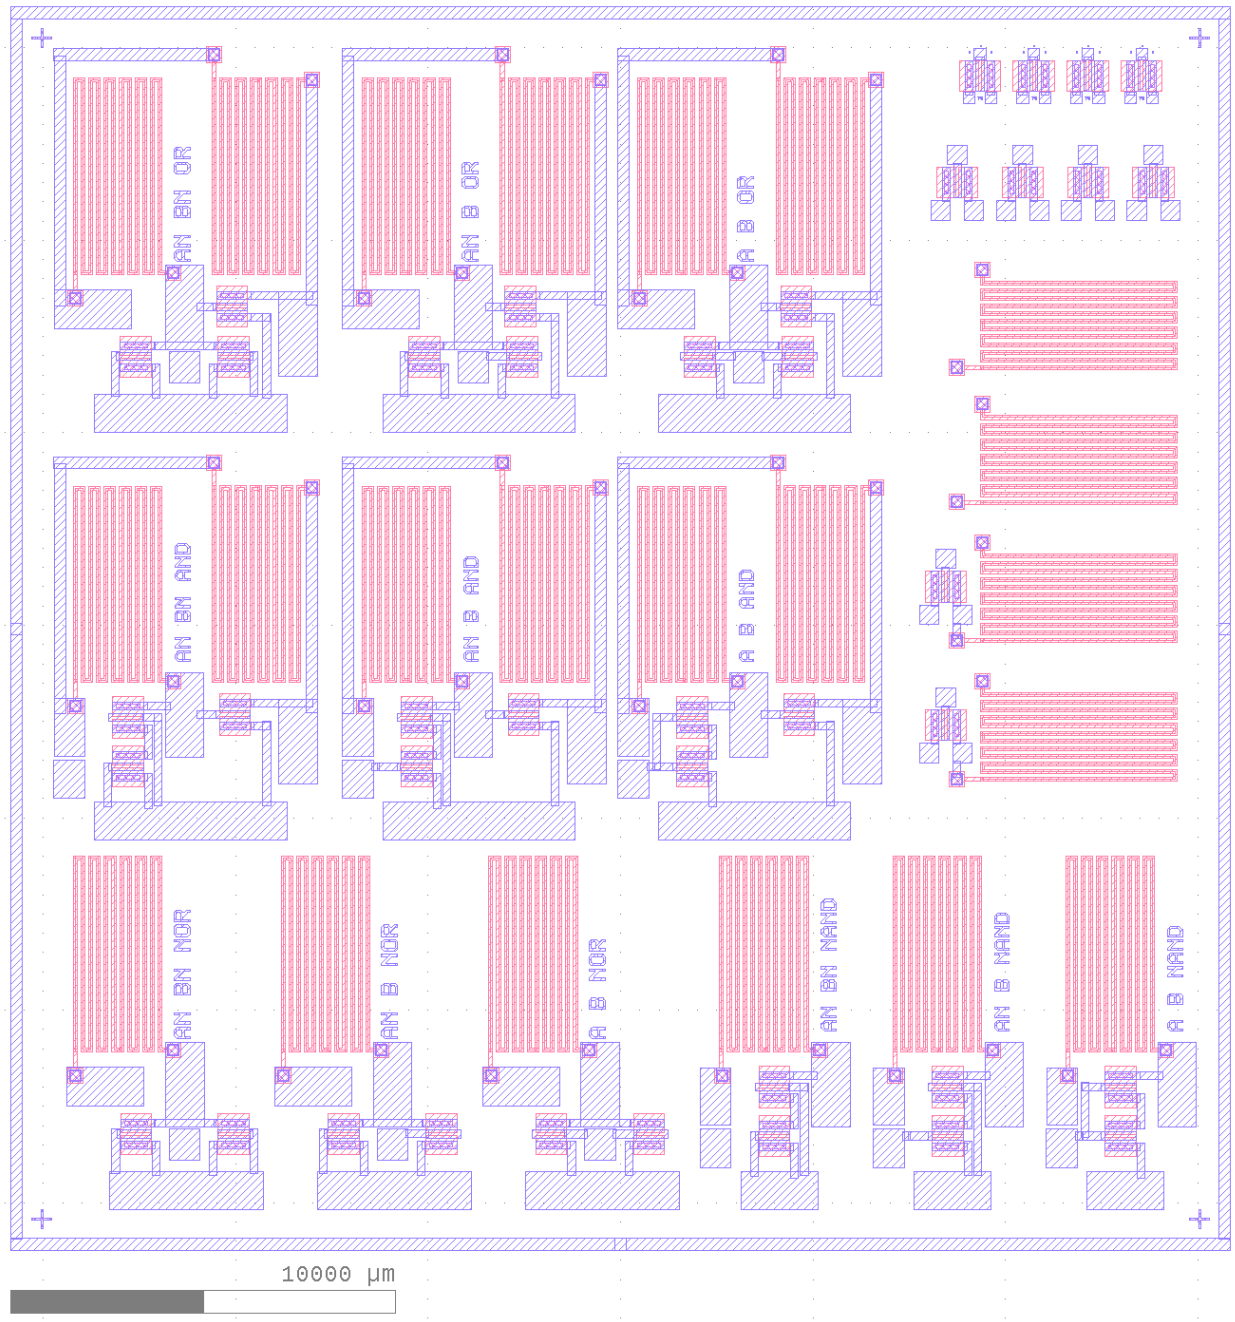 AN BN OR
AN B OR
A B OR
AN BM AND
AN B AND
A B AND
AN BN NOR
AN B NOR
A B NOR
AN BN NAND
AN B NAND
A B NAND
10000 µm